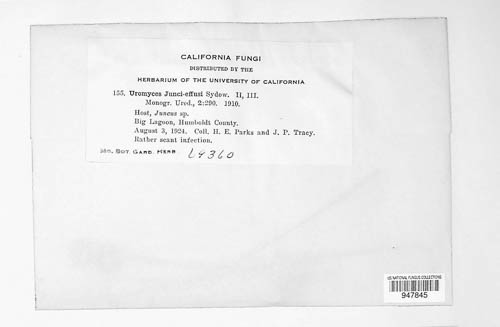 CALIFORNIA FUNGI
DISTRIBUTED BY THE
HERBARIUM OF THE UNIVERSITY OF CALIFORNIA
155. Uromyces Junci-effusi Sydow. II, III.
Monogr. Ured., 2:290. 1910.
Host, Juncus sp.
Big Lagoon, Humboldt County.
August 3, 1924. Coll. H. E. Parks and J. P. Tracy.
Rather scant infection.
BOT. GARD. HERB. L9360
US NATIONAL FUNGUS COLLECTIONS
947845